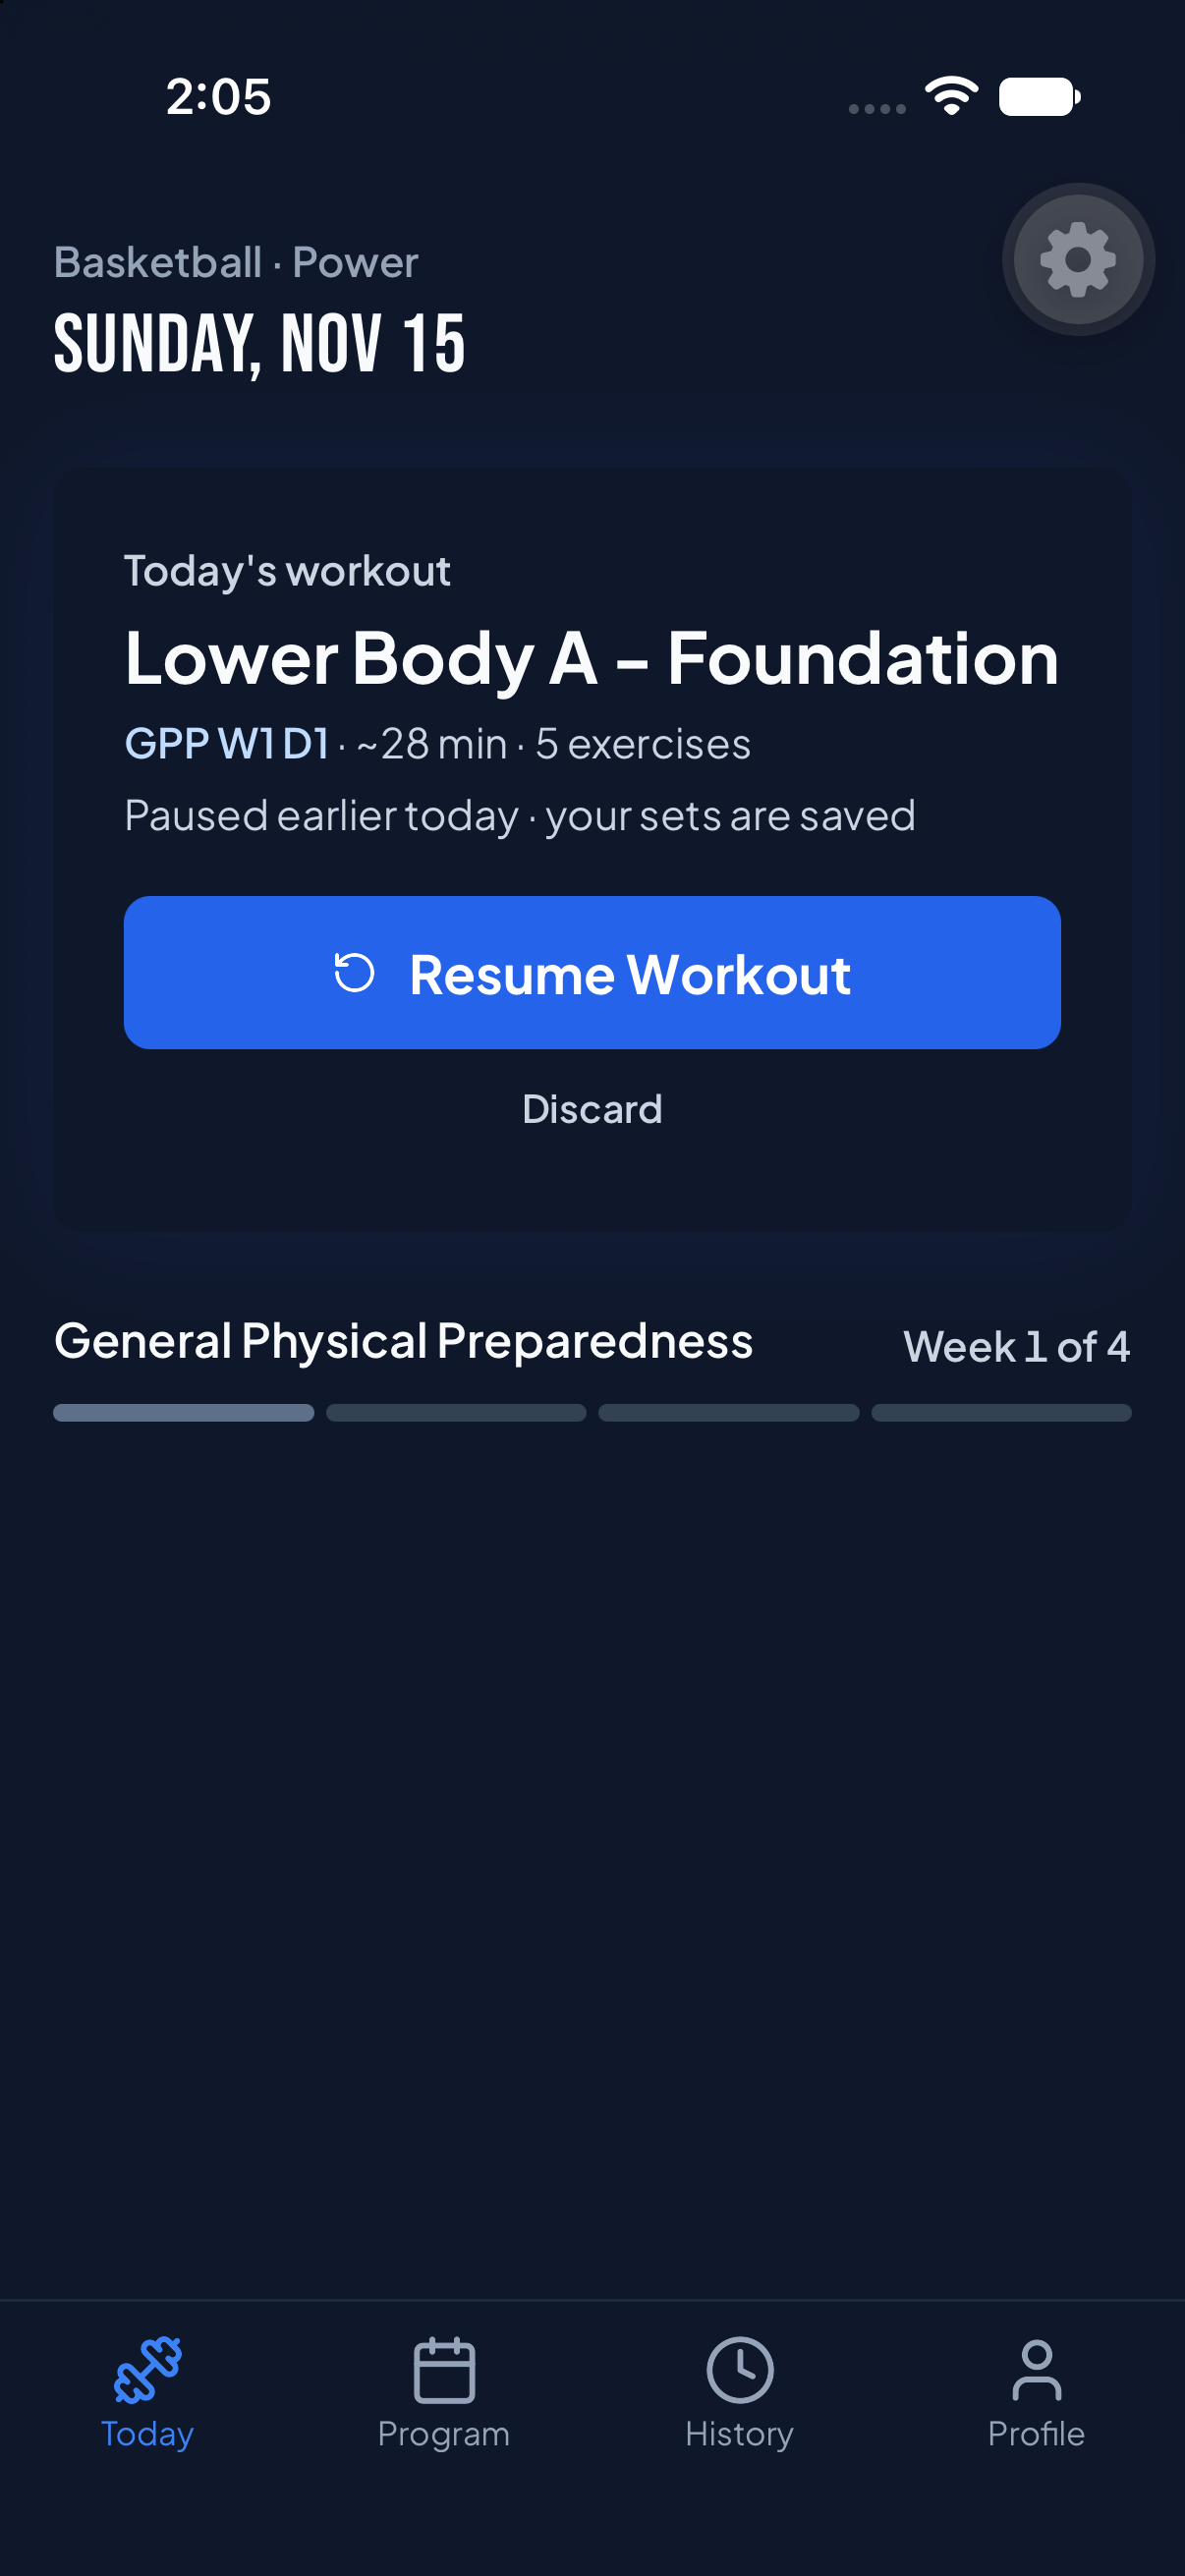 2:05
Basketball · Power
SUNDAY, NOV 15
Today's workout
Lower Body A – Foundation
GPP W1 D1 · ~28 min · 5 exercises
Paused earlier today · your sets are saved
Resume Workout
Discard
General Physical Preparedness
Week 1 of 4
Today
Program
History
Profile